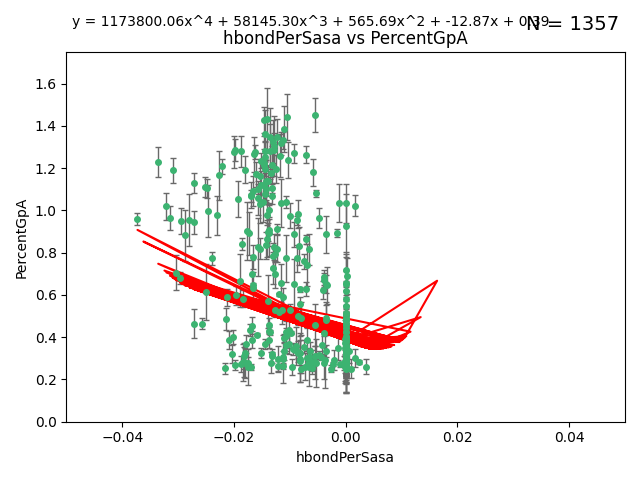 y = 1173800.06x^4 + 58145.30x^3 + 565.69x^2 + -12.87x + 0.39
N = 1357
hbondPerSasa vs PercentGpA
PercentGpA
1.6
1.4
1.2
1.0
0.8
0.6
0.4
0.2
0.0
−0.04 −0.02 0.00 0.02 0.04
hbondPerSasa